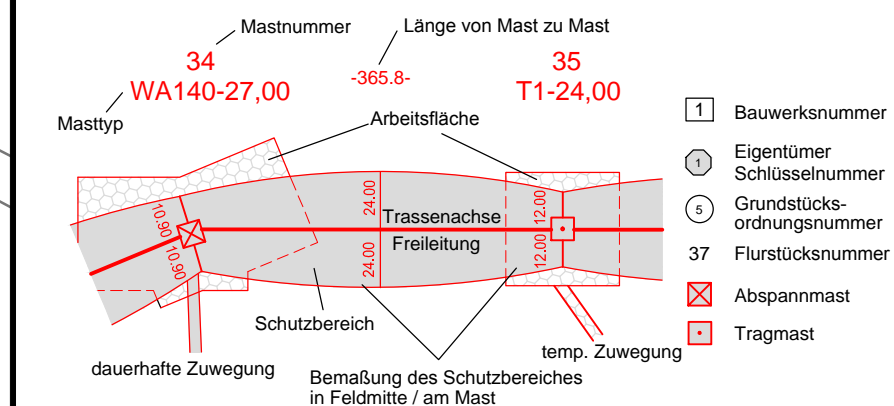 Mastnummer
Länge von Mast zu Mast
34
-365.8-
35
WA140-27,00
T1-24,00
Masttyp
Arbeitsfläche
10.90
10.90
24.00
24.00
Trassenachse
Freileitung
12.00
12.00
Schutzbereich
dauerhafte Zuwegung
temp. Zuwegung
Bemaßung des Schutzbereiches
in Feldmitte / am Mast
1 Bauwerksnummer
1 Eigentümer
Schlüsselnummer
5 Grundstücks-
ordnungsnummer
37 Flurstücksnummer
Abspannmast
Tragmast